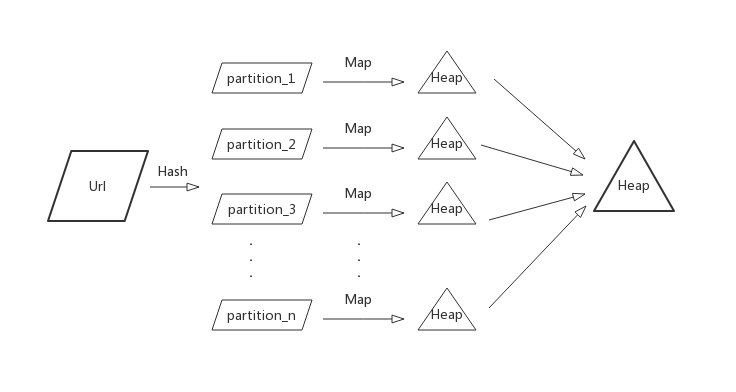 Url
Hash
partition_1
Map
Heap
partition_2
Map
Heap
partition_3
Map
Heap
partition_n
Map
Heap
Heap